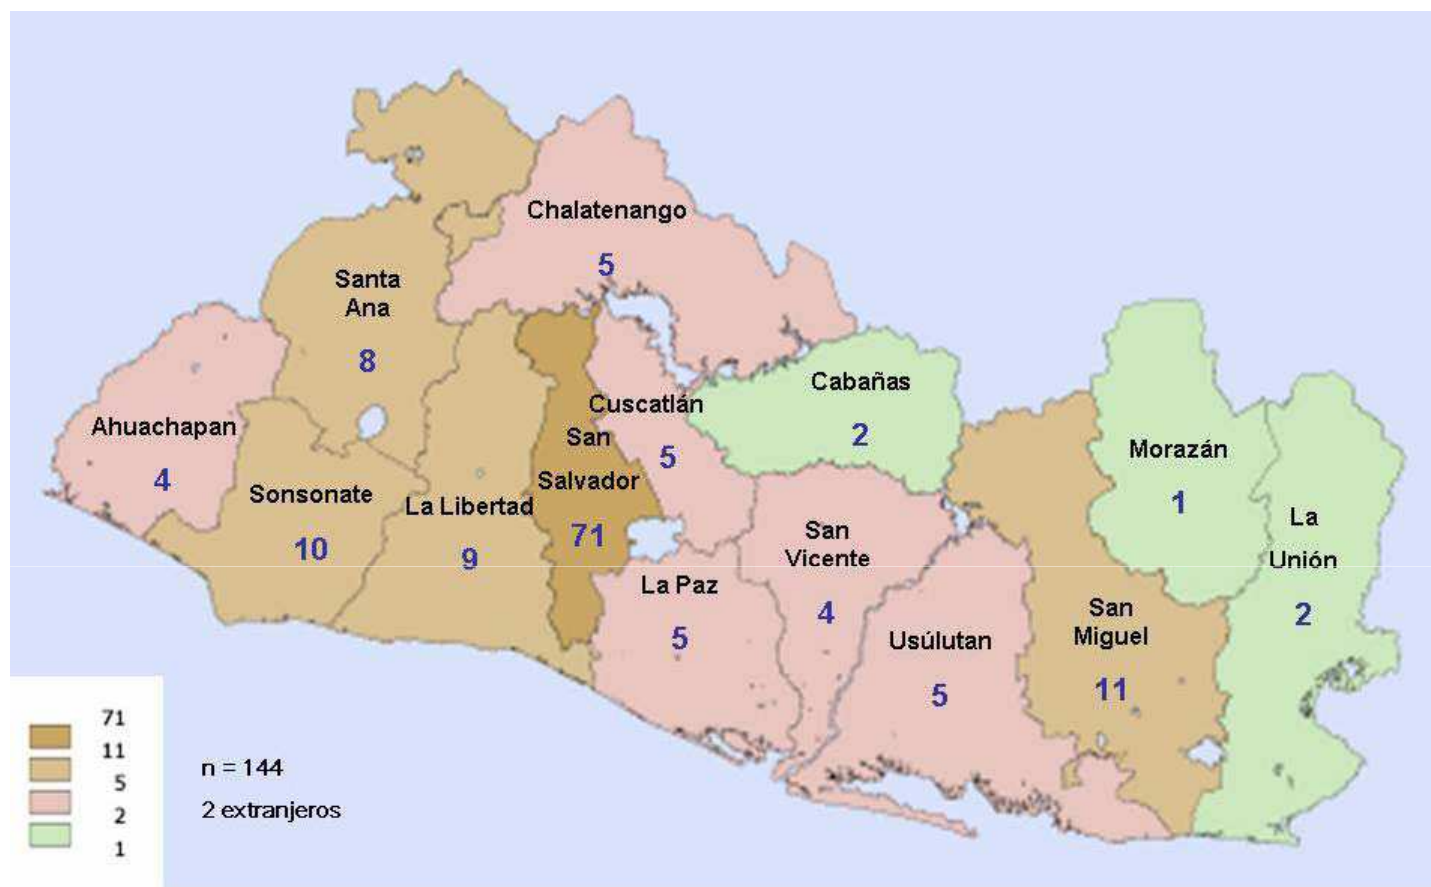 Chalatenango
5
Santa
Ana
8
Ahuachapan
4
Sonsonate
10
La Libertad
9
San
Salvador
71
Cuscatlán
5
Cabañas
2
La Paz
5
San
Vicente
4
Usúlutan
5
San
Miguel
11
Morazán
1
La
Unión
2
71
11
5
2
1
n = 144
2 extranjeros